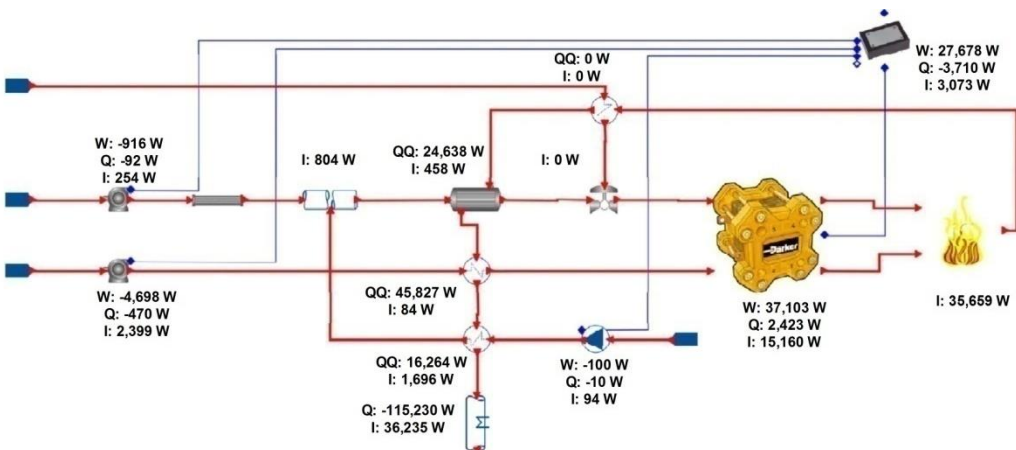 QQ: 0 W
I: 0 W
W: 27,678 W
Q: -3,710 W
I: 3,073 W
W: -916 W
Q: -92 W
I: 254 W
I: 804 W
QQ: 24,638 W
I: 458 W
I: 0 W
Darker
W: -4,698 W
Q: -470 W
I: 2,399 W
QQ: 45,827 W
I: 84 W
I: 35,659 W
W: 37,103 W
Q: 2,423 W
I: 15,160 W
QQ: 16,264 W
I: 1,696 W
W: -100 W
Q: -10 W
I: 94 W
Q: -115,230 W
I: 36,235 W
Σ